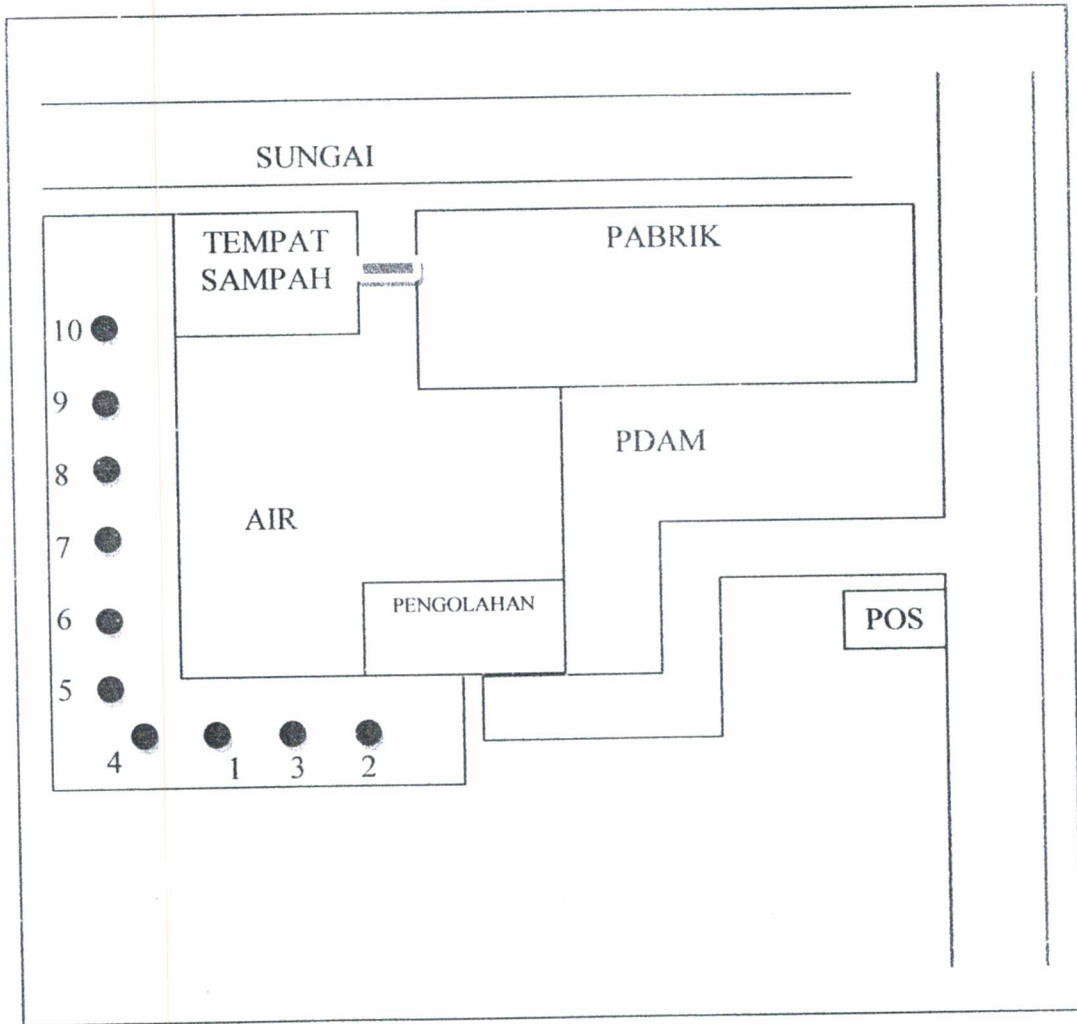 SUNGAI
TEMPAT
SAMPAH
PABRIK
10
9
PDAM
8
AIR
7
PENGOLAHAN
6
POS
5
4
1
3
2